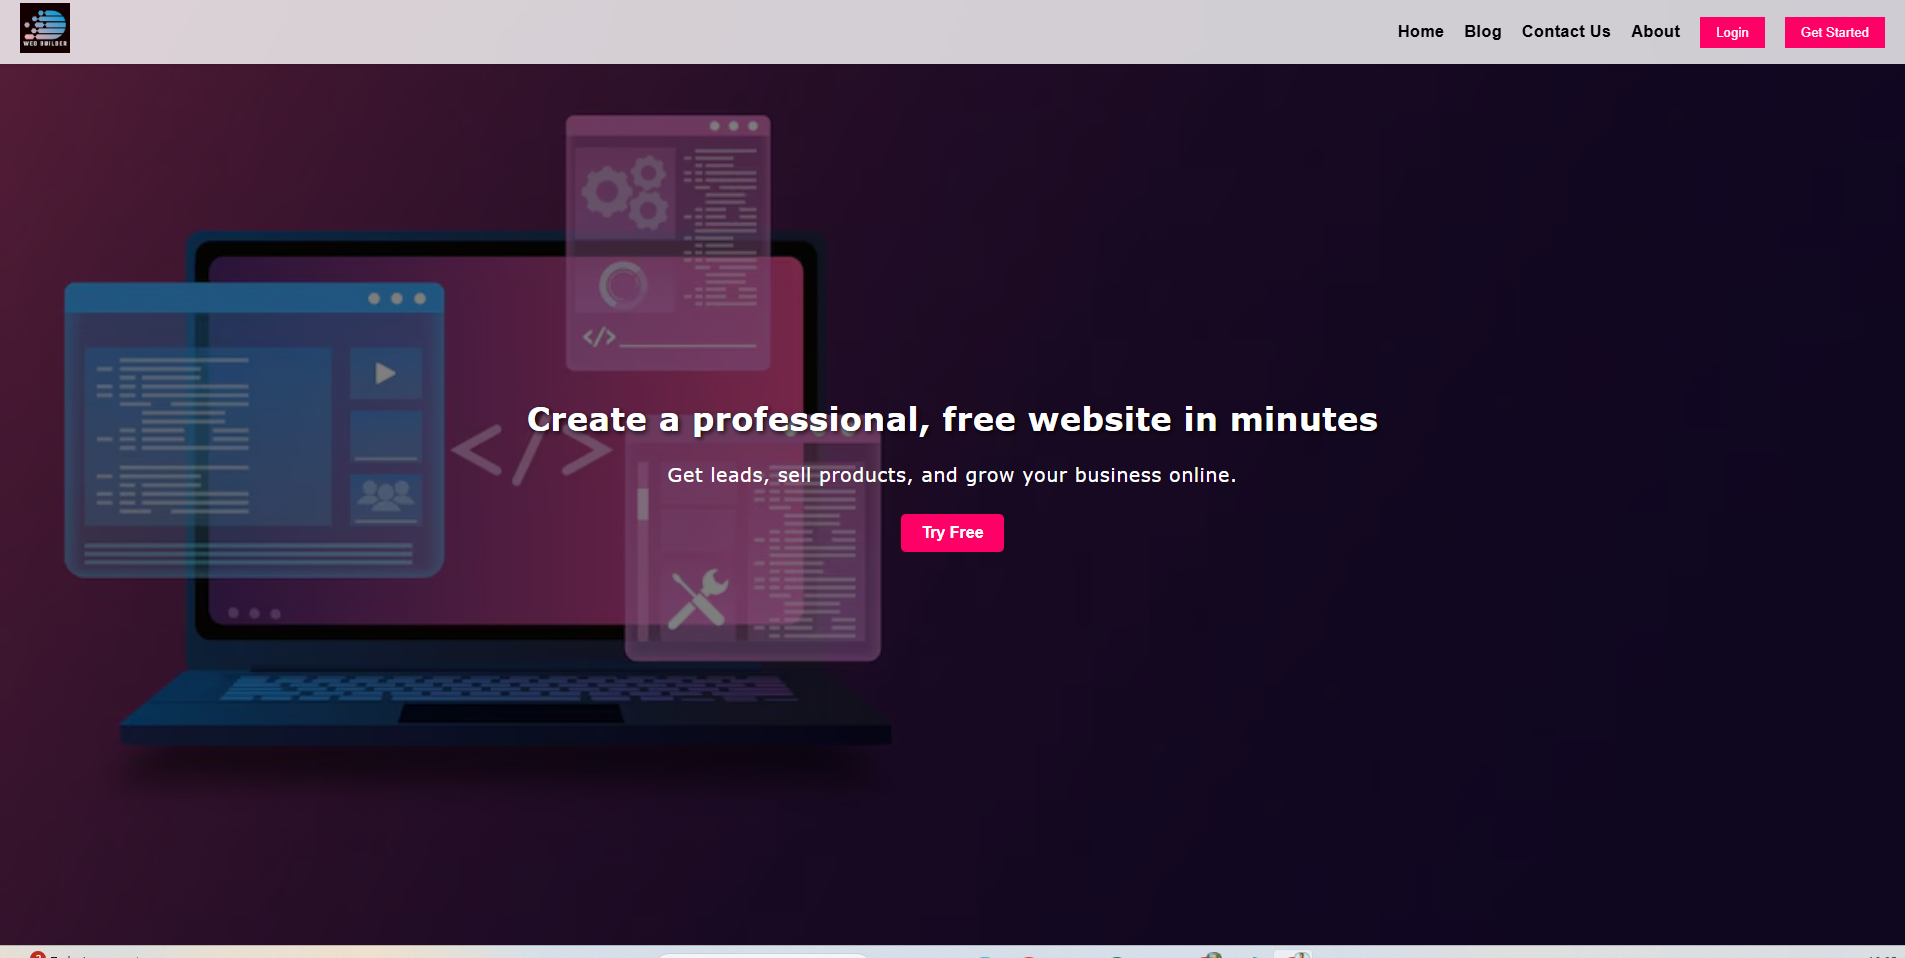 WEB BUILDER
Home Blog Contact Us About Login Get Started
</>
</>
Create a professional, free website in minutes
Get leads, sell products, and grow your business online.
Try Free